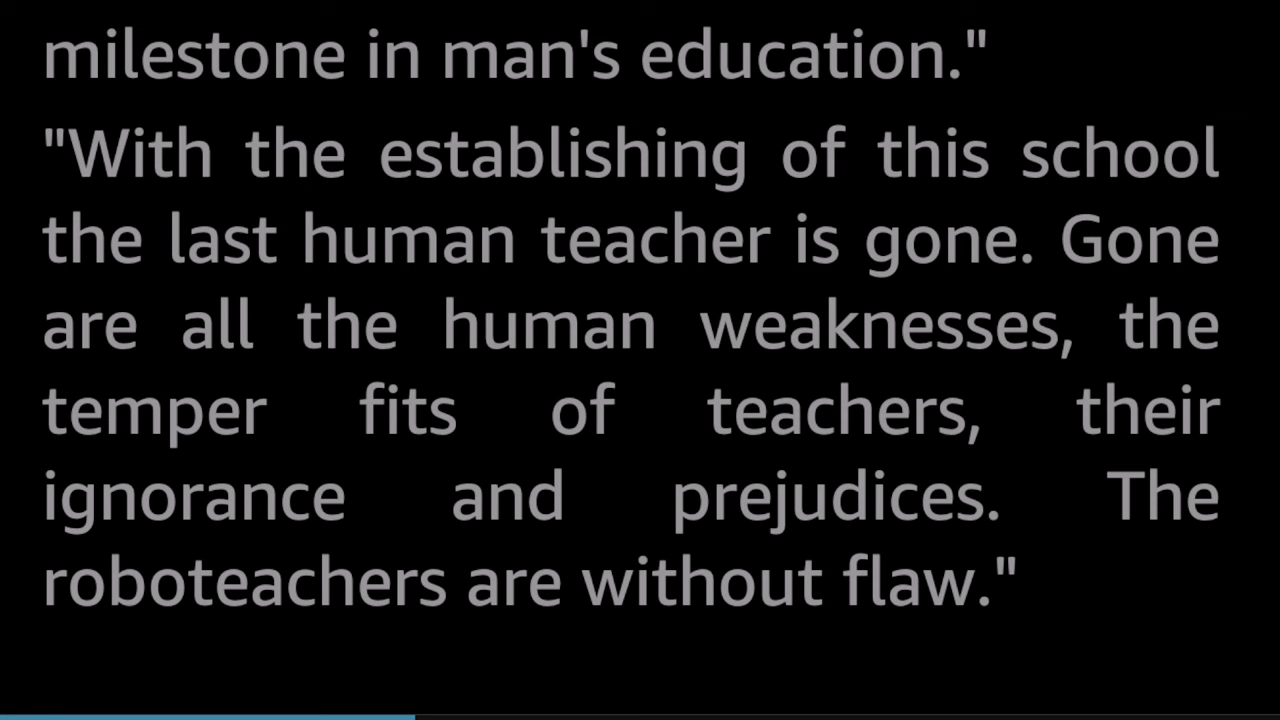 milestone in man's education."
"With the establishing of this school
the last human teacher is gone. Gone
are all the human weaknesses, the
temper fits of teachers, their
ignorance and prejudices. The
roboteachers are without flaw."